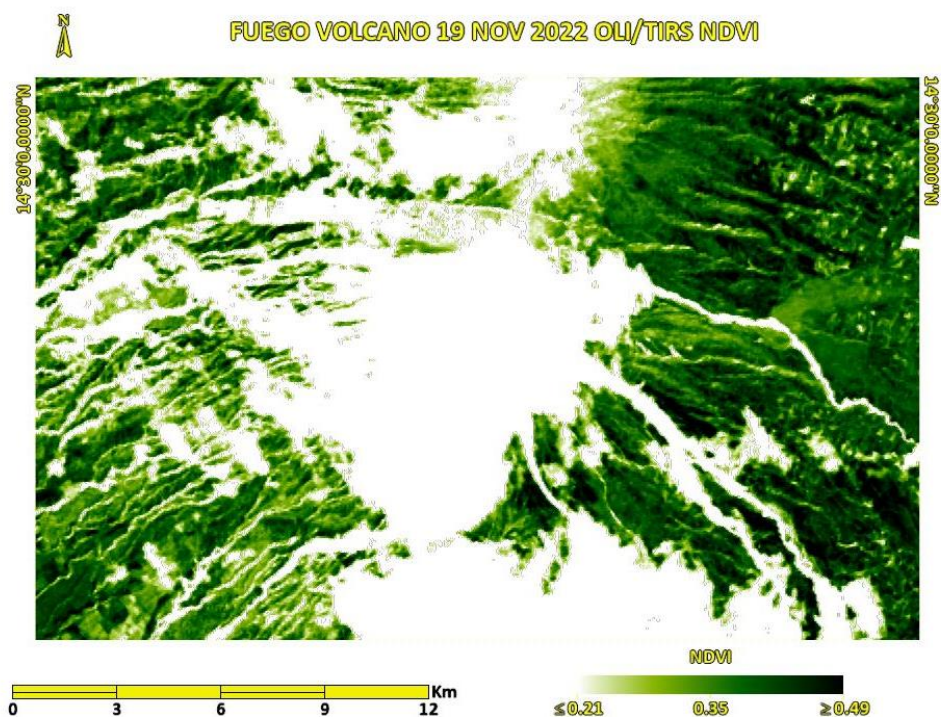 N
FUEGO VOLCANO 19 NOV 2022 OLI/TIRS NDVI
14°30'0.0000"N
14°30'0.0000"N
NDVI
Km
0 3 6 9 12
≤ 0.21 0.35 ≥ 0.49